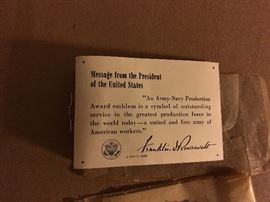 Message from the President
of the United States
"An Army-Navy Production
Award emblem is a symbol of outstanding
service in the greatest production force in
the world today—a united and free army of
American workers."
Franklin D Roosevelt